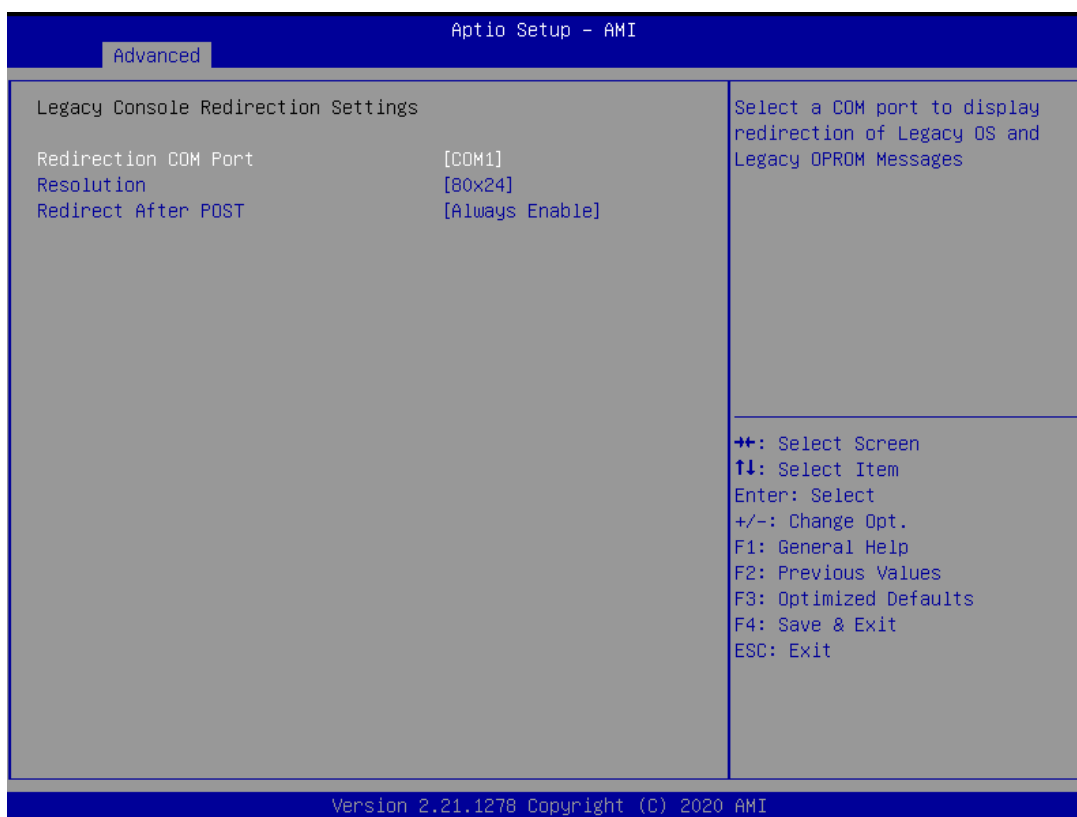 Aptio Setup – AMI
Advanced
Legacy Console Redirection Settings
Redirection COM Port [COM1]
Resolution [80x24]
Redirect After POST [Always Enable]
Select a COM port to display
redirection of Legacy OS and
Legacy OPROM Messages
→←: Select Screen
↑↓: Select Item
Enter: Select
+/-: Change Opt.
F1: General Help
F2: Previous Values
F3: Optimized Defaults
F4: Save & Exit
ESC: Exit
Version 2.21.1278 Copyright (C) 2020 AMI